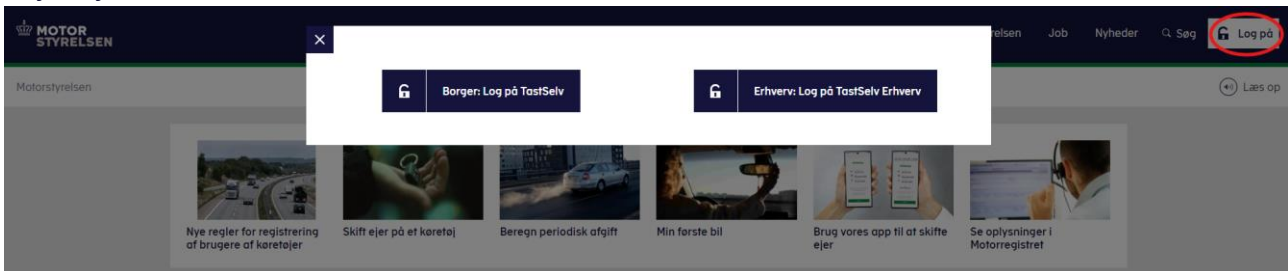 MOTOR
STYRELSEN
relsen Job Nyheder Søg Log på
Borger: Log på TastSelv Erhverv: Log på TastSelv Erhverv
Motorstyrelsen Læs op
Nye regler for registrering
af brugere af køretøjer
Skift ejer på et køretøj
Beregn periodisk afgift
Min første bil
Brug vores app til at skifte
ejer
Se oplysninger i
Motorregistret